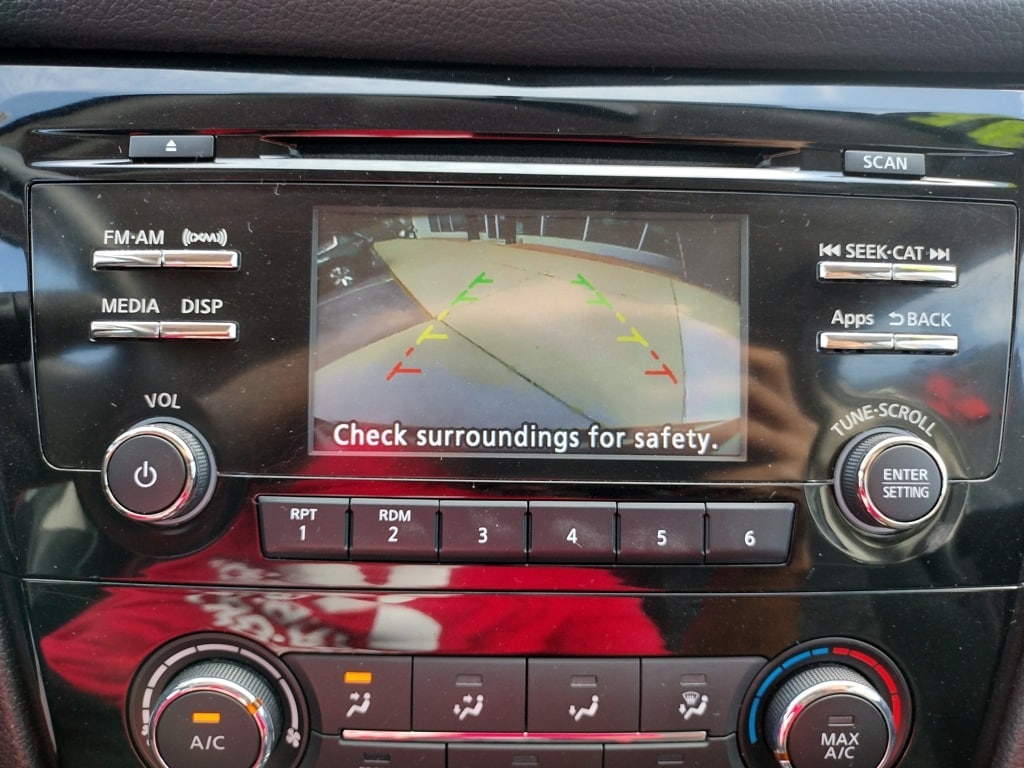 SCAN
FM·AM
((XM))
SEEK·CAT
MEDIA DISP
Apps BACK
VOL
TUNE·SCROLL
Check surroundings for safety.
ENTER
SETTING
RPT
1
RDM
2
3
4
5
6
A/C
MAX
A/C